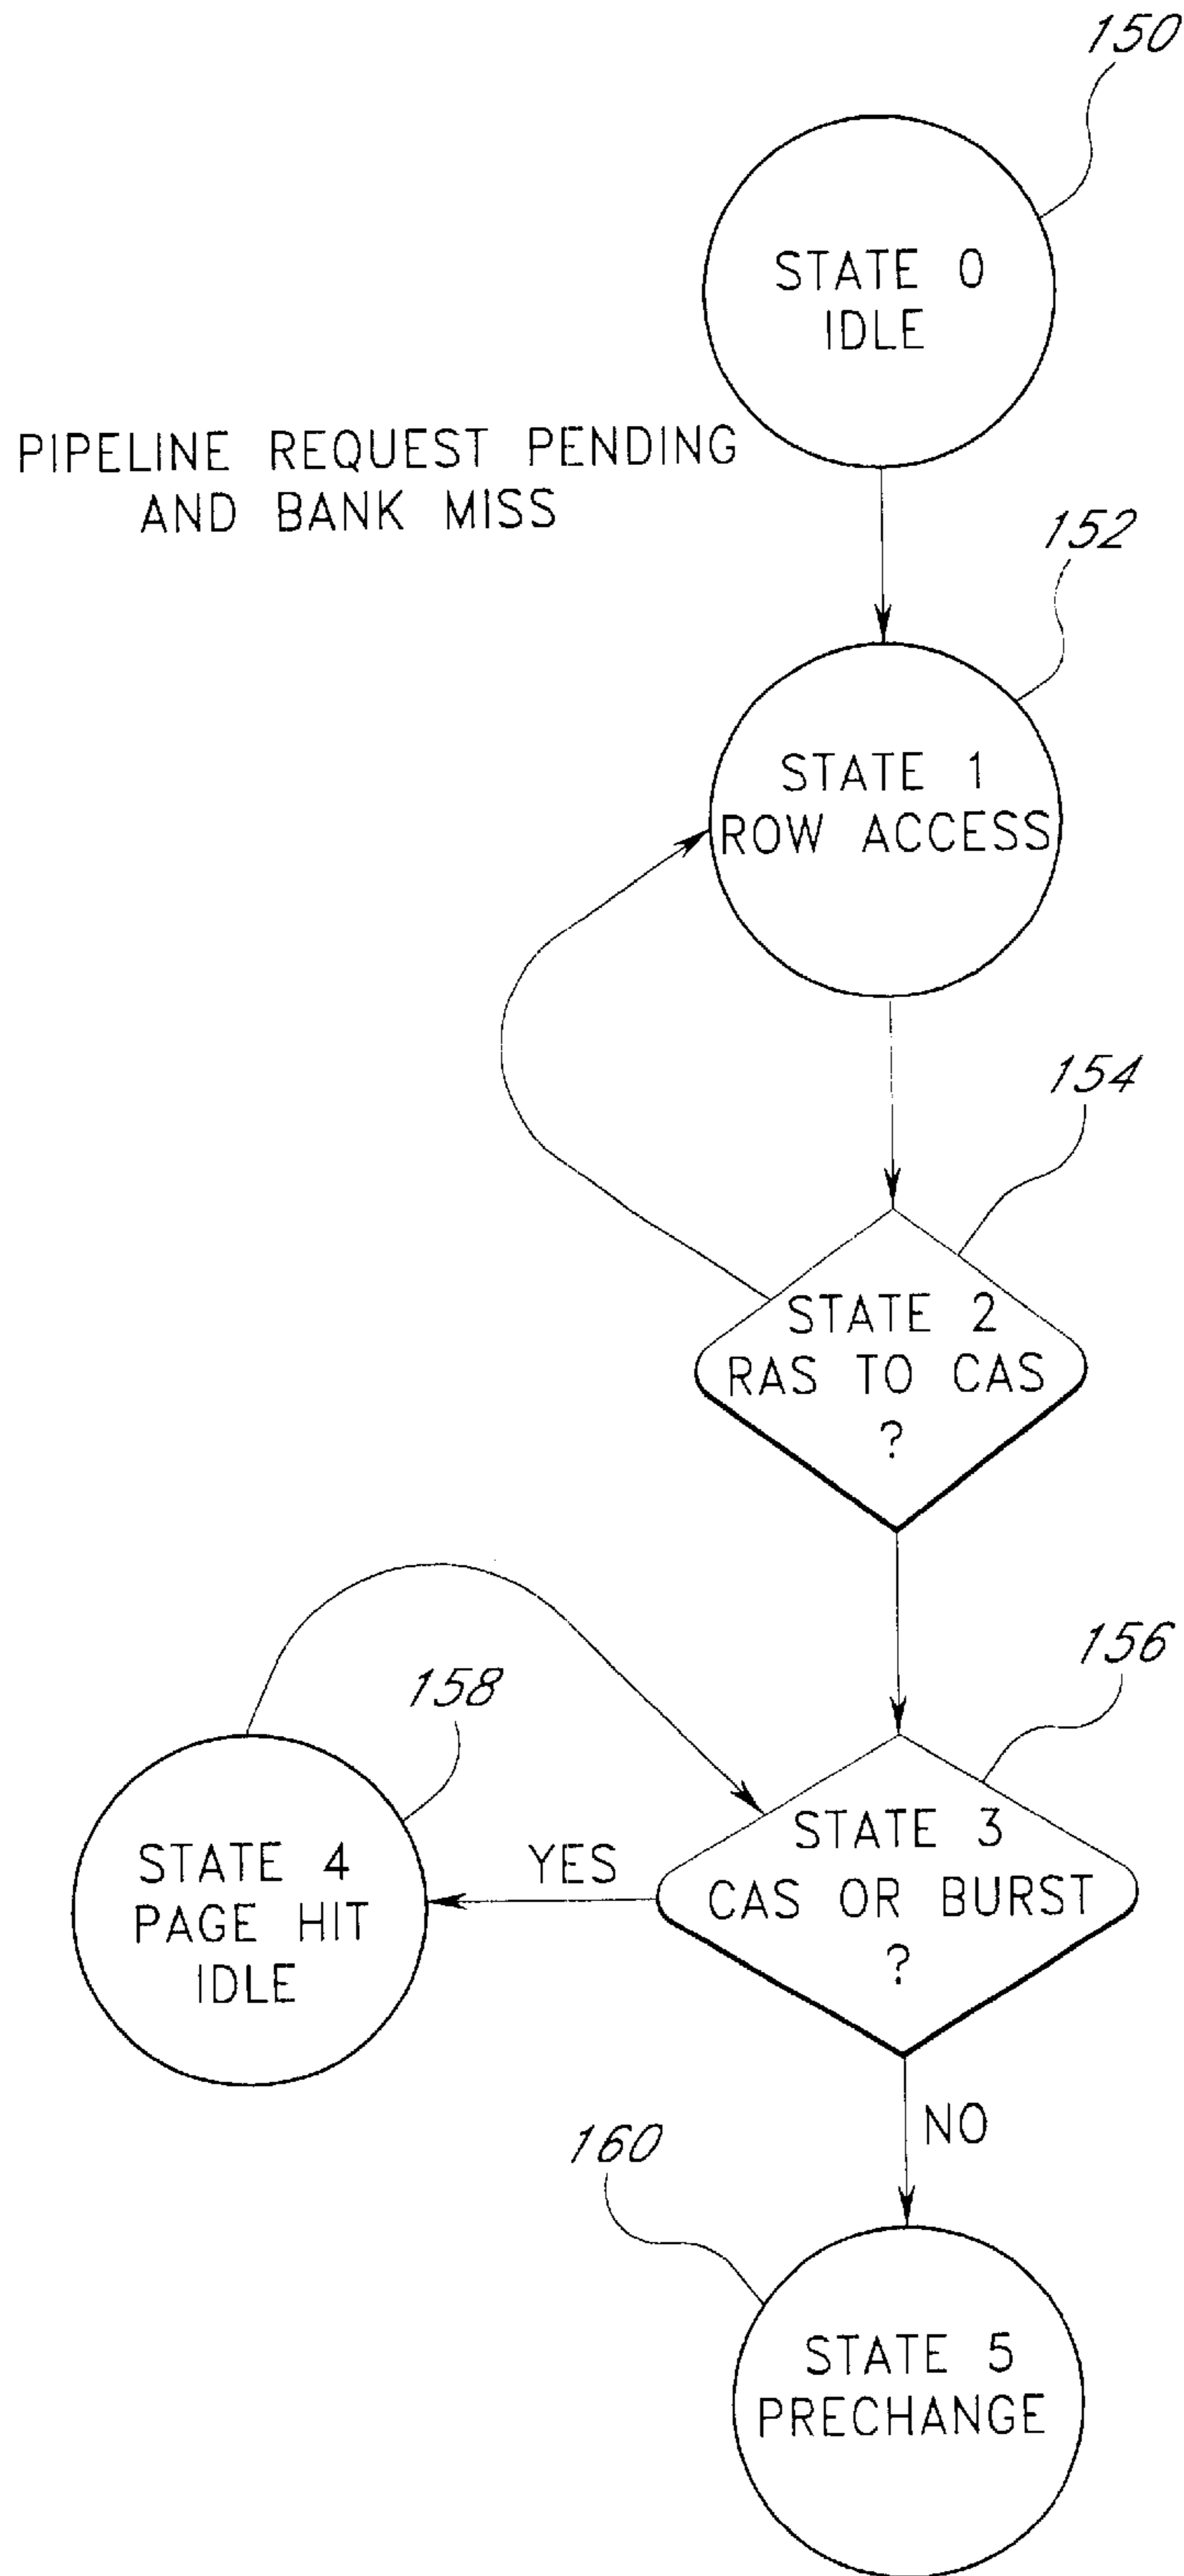 150
STATE 0
IDLE
PIPELINE REQUEST PENDING
AND BANK MISS
152
STATE 1
ROW ACCESS
154
STATE 2
RAS TO CAS
?
156
158
STATE 3
CAS OR BURST
?
YES
STATE 4
PAGE HIT
IDLE
NO
160
STATE 5
PRECHANGE